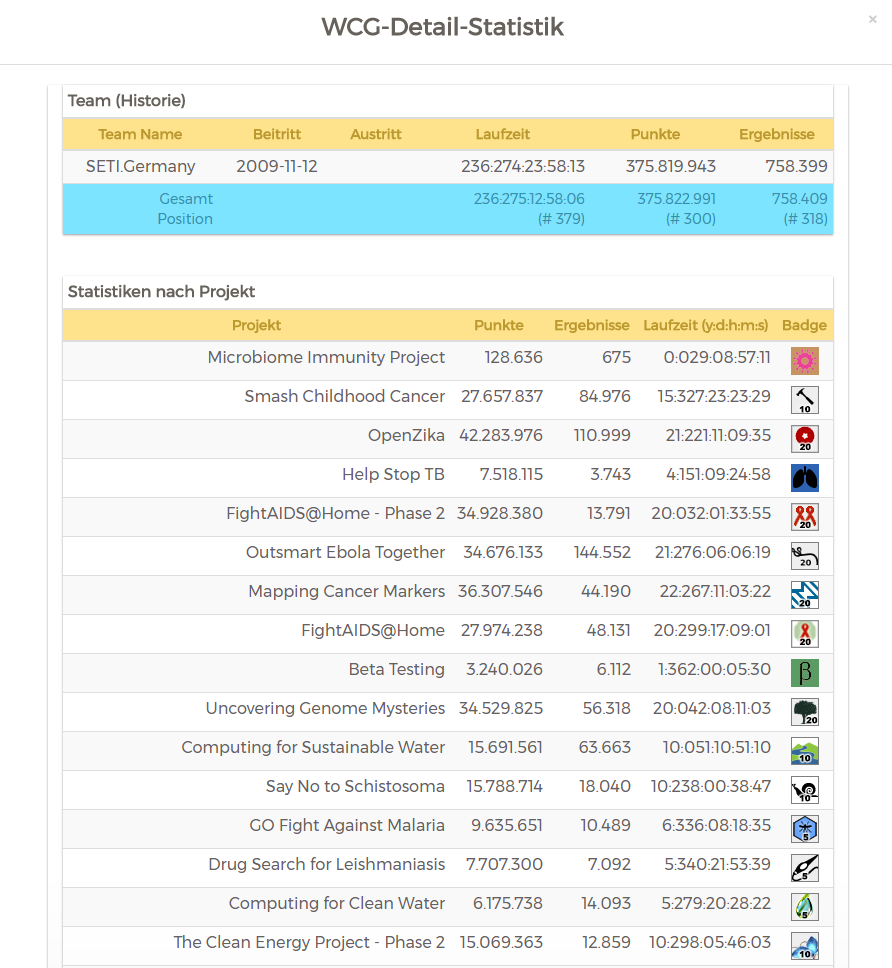 WCG-Detail-Statistik
×
Team (Historie)
Team Name Beitritt Austritt Laufzeit Punkte Ergebnisse
SETI.Germany 2009-11-12 236:274:23:58:13 375.819.943 758.399
Gesamt 236:275:12:58:06 375.822.991 758.409
Position (# 379) (# 300) (# 318)
Statistiken nach Projekt
Projekt Punkte Ergebnisse Laufzeit (y:d:h:m:s) Badge
Microbiome Immunity Project 128.636 675 0:029:08:57:11
Smash Childhood Cancer 27.657.837 84.976 15:327:23:23:29 10
OpenZika 42.283.976 110.999 21:221:11:09:35 20
Help Stop TB 7.518.115 3.743 4:151:09:24:58
FightAIDS@Home - Phase 2 34.928.380 13.791 20:032:01:33:55 20
Outsmart Ebola Together 34.676.133 144.552 21:276:06:06:19 20
Mapping Cancer Markers 36.307.546 44.190 22:267:11:03:22 20
FightAIDS@Home 27.974.238 48.131 20:299:17:09:01 20
Beta Testing 3.240.026 6.112 1:362:00:05:30 β
Uncovering Genome Mysteries 34.529.825 56.318 20:042:08:11:03 20
Computing for Sustainable Water 15.691.561 63.663 10:051:10:51:10 10
Say No to Schistosoma 15.788.714 18.040 10:238:00:38:47 10
GO Fight Against Malaria 9.635.651 10.489 6:336:08:18:35 5
Drug Search for Leishmaniasis 7.707.300 7.092 5:340:21:53:39 5
Computing for Clean Water 6.175.738 14.093 5:279:20:28:22 5
The Clean Energy Project - Phase 2 15.069.363 12.859 10:298:05:46:03 10